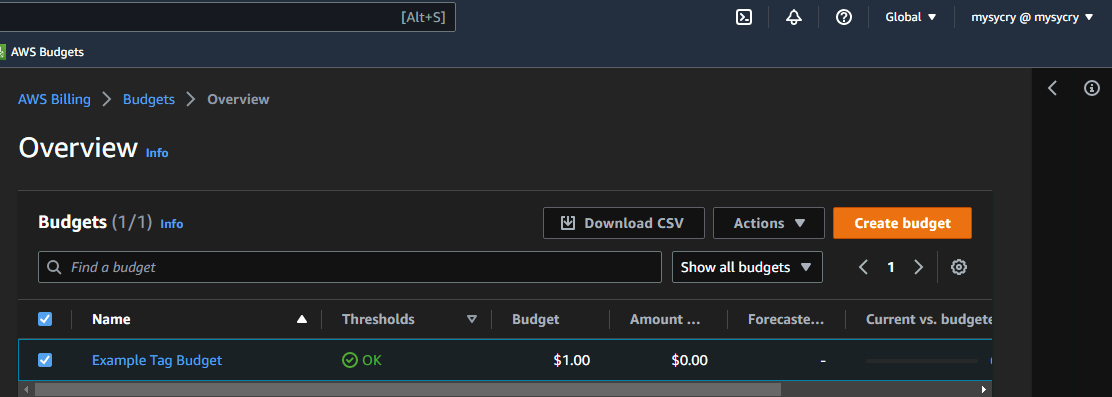 [Alt+S] Global mysycry @ mysycry
AWS Budgets
AWS Billing Budgets Overview
Overview Info
Budgets (1/1) Info Download CSV Actions Create budget
Find a budget Show all budgets 1
Name Thresholds Budget Amount ... Forecaste... Current vs. budgete
Example Tag Budget OK $1.00 $0.00 -